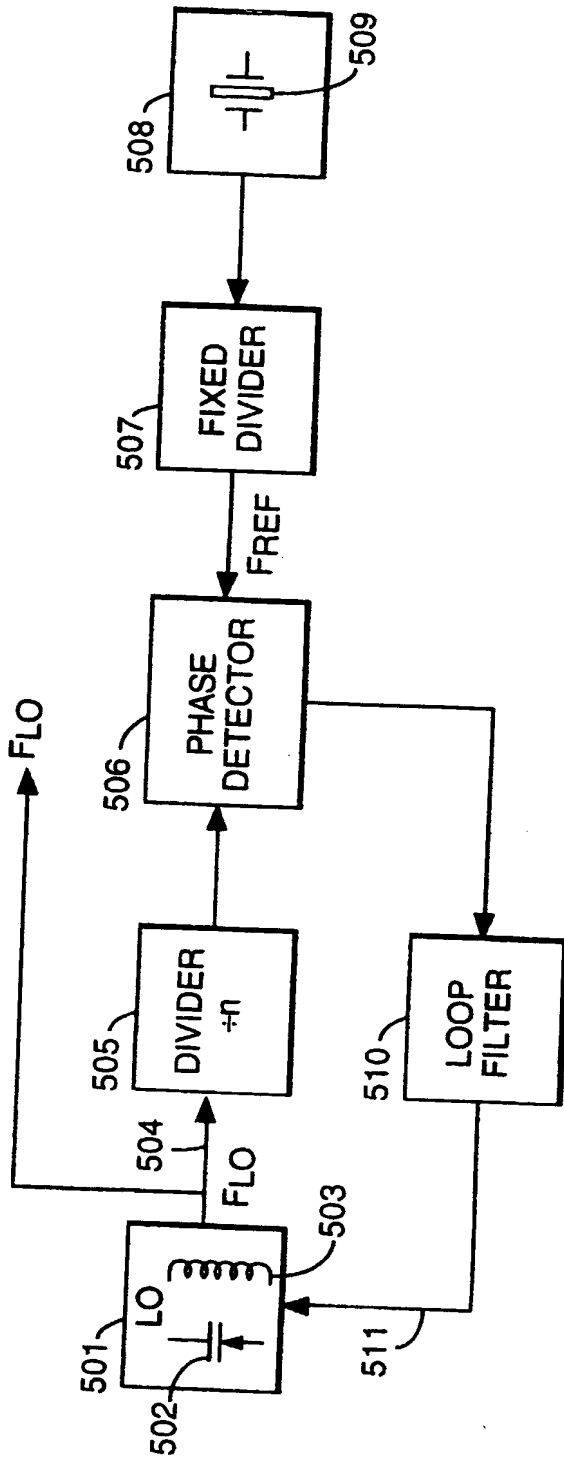 FLO
501
LO
502
503
504
FLO
505
DIVIDER
÷n
506
PHASE
DETECTOR
FREF
507
FIXED
DIVIDER
508
509
510
LOOP
FILTER
511